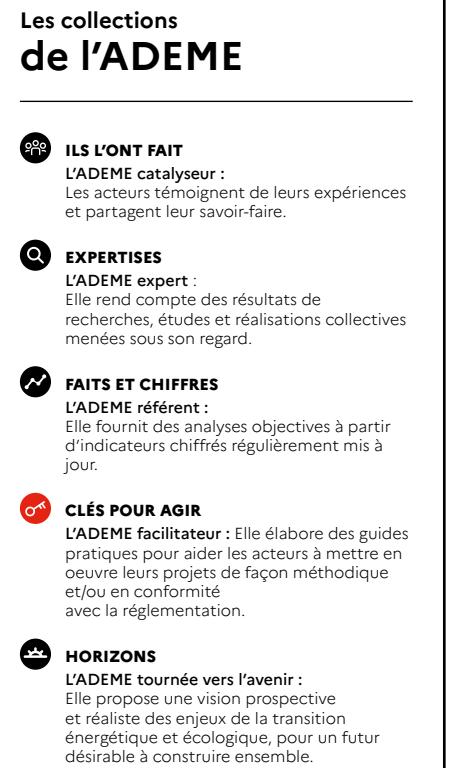 Les collections
de l'ADEME
ILS L'ONT FAIT
L'ADEME catalyseur :
Les acteurs témoignent de leurs expériences
et partagent leur savoir-faire.
EXPERTISES
L'ADEME expert :
Elle rend compte des résultats de
recherches, études et réalisations collectives
menées sous son regard.
FAITS ET CHIFFRES
L'ADEME référent :
Elle fournit des analyses objectives à partir
d'indicateurs chiffrés régulièrement mis à
jour.
CLÉS POUR AGIR
L'ADEME facilitateur : Elle élabore des guides
pratiques pour aider les acteurs à mettre en
oeuvre leurs projets de façon méthodique
et/ou en conformité
avec la réglementation.
HORIZONS
L'ADEME tournée vers l'avenir :
Elle propose une vision prospective
et réaliste des enjeux de la transition
énergétique et écologique, pour un futur
désirable à construire ensemble.